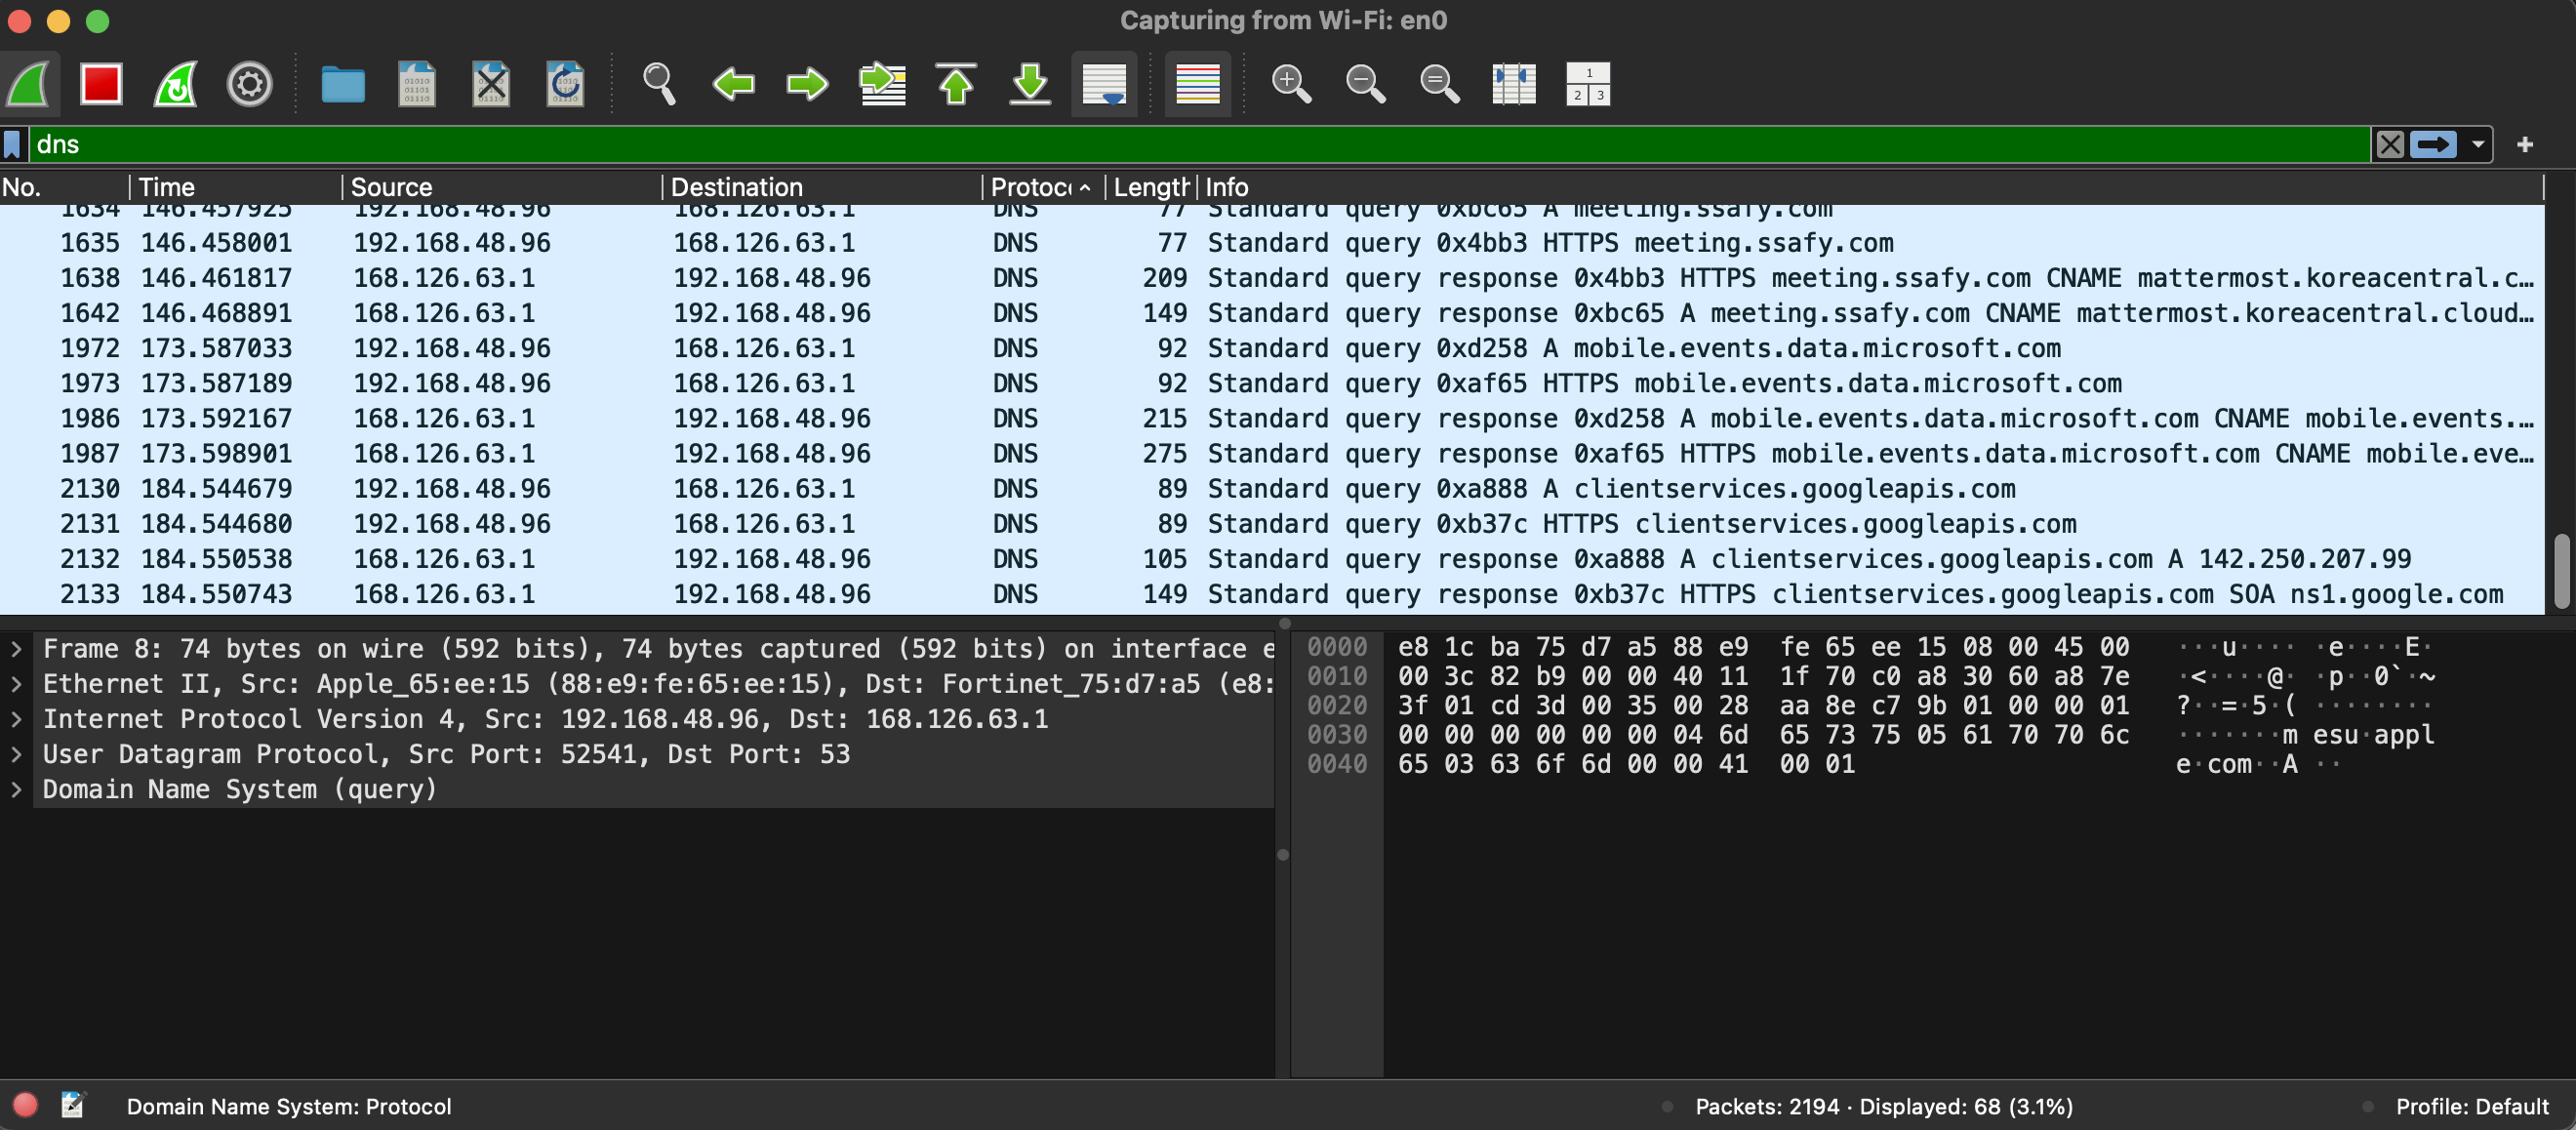 Capturing from Wi-Fi: en0
dns
No. Time Source Destination Protoc Length Info
1634 146.457925 192.168.48.96 168.126.63.1 DNS 77 Standard query 0xbc65 A meeting.ssafy.com
1635 146.458001 192.168.48.96 168.126.63.1 DNS 77 Standard query 0x4bb3 HTTPS meeting.ssafy.com
1638 146.461817 168.126.63.1 192.168.48.96 DNS 209 Standard query response 0x4bb3 HTTPS meeting.ssafy.com CNAME mattermost.koreacentral.c…
1642 146.468891 168.126.63.1 192.168.48.96 DNS 149 Standard query response 0xbc65 A meeting.ssafy.com CNAME mattermost.koreacentral.cloud…
1972 173.587033 192.168.48.96 168.126.63.1 DNS 92 Standard query 0xd258 A mobile.events.data.microsoft.com
1973 173.587189 192.168.48.96 168.126.63.1 DNS 92 Standard query 0xaf65 HTTPS mobile.events.data.microsoft.com
1986 173.592167 168.126.63.1 192.168.48.96 DNS 215 Standard query response 0xd258 A mobile.events.data.microsoft.com CNAME mobile.events.…
1987 173.598901 168.126.63.1 192.168.48.96 DNS 275 Standard query response 0xaf65 HTTPS mobile.events.data.microsoft.com CNAME mobile.eve…
2130 184.544679 192.168.48.96 168.126.63.1 DNS 89 Standard query 0xa888 A clientservices.googleapis.com
2131 184.544680 192.168.48.96 168.126.63.1 DNS 89 Standard query 0xb37c HTTPS clientservices.googleapis.com
2132 184.550538 168.126.63.1 192.168.48.96 DNS 105 Standard query response 0xa888 A clientservices.googleapis.com A 142.250.207.99
2133 184.550743 168.126.63.1 192.168.48.96 DNS 149 Standard query response 0xb37c HTTPS clientservices.googleapis.com SOA ns1.google.com
Frame 8: 74 bytes on wire (592 bits), 74 bytes captured (592 bits) on interface e
Ethernet II, Src: Apple_65:ee:15 (88:e9:fe:65:ee:15), Dst: Fortinet_75:d7:a5 (e8:
Internet Protocol Version 4, Src: 192.168.48.96, Dst: 168.126.63.1
User Datagram Protocol, Src Port: 52541, Dst Port: 53
Domain Name System (query)
0000 e8 1c ba 75 d7 a5 88 e9 fe 65 ee 15 08 00 45 00 ···u···· ·e····E·
0010 00 3c 82 b9 00 00 40 11 1f 70 c0 a8 30 60 a8 7e ·<····@· ·p··0`·~
0020 3f 01 cd 3d 00 35 00 28 aa 8e c7 9b 01 00 00 01 ?··=·5·( ········
0030 00 00 00 00 00 00 04 6d 65 73 75 05 61 70 70 6c ·······m esu·appl
0040 65 03 63 6f 6d 00 00 41 00 01 e·com··A ··
Domain Name System: Protocol
Packets: 2194 · Displayed: 68 (3.1%)
Profile: Default